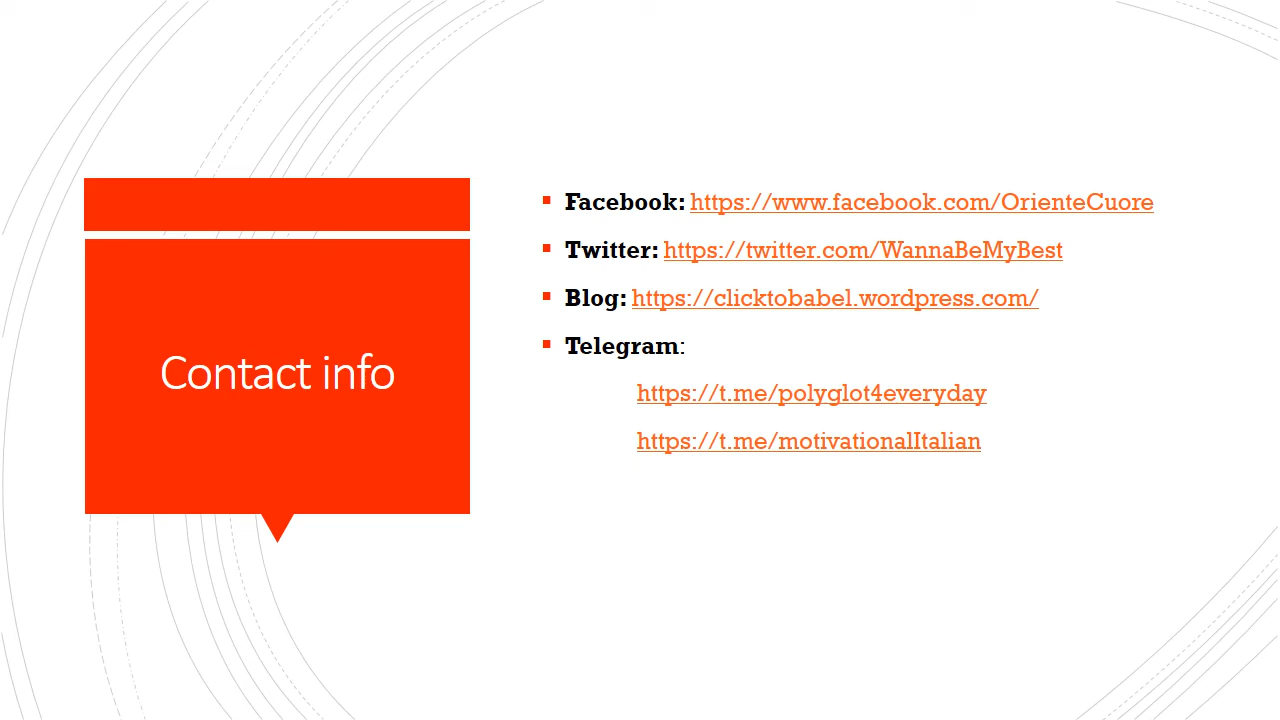 Contact info
Facebook: https://www.facebook.com/OrienteCuore
Twitter: https://twitter.com/WannaBeMyBest
Blog: https://clicktobabel.wordpress.com/
Telegram:
https://t.me/polyglot4everyday
https://t.me/motivationalItalian